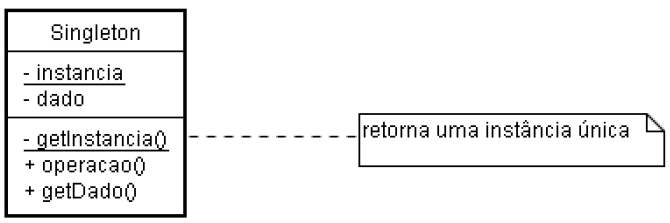 Singleton
- instancia
- dado
- getInstancia()
+ operacao()
+ getDado()
retorna uma instância única